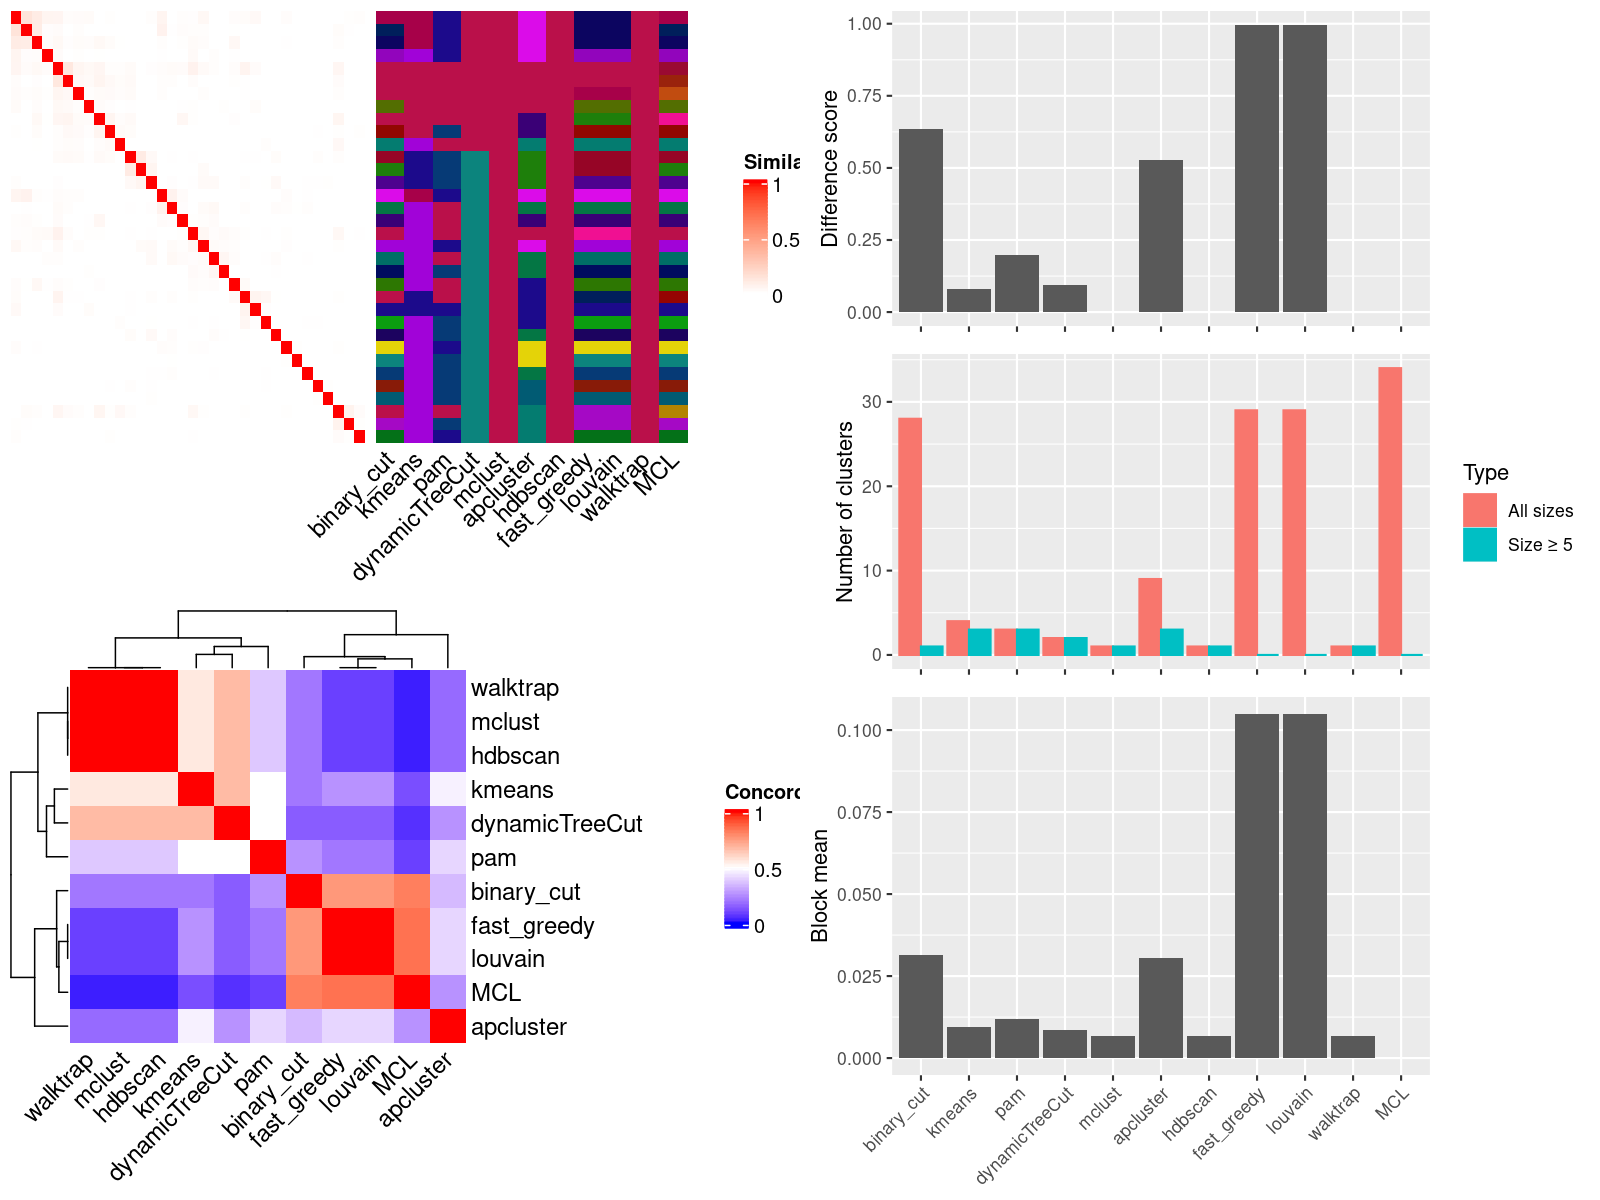 Simila
1
0.5
0
binary_cut
kmeans
pam
dynamicTreeCut
mclust
apcluster
hdbscan
fast_greedy
louvain
walktrap
MCL
walktrap
mclust
hdbscan
kmeans
dynamicTreeCut
pam
binary_cut
fast_greedy
louvain
MCL
apcluster
Concord
1
0.5
0
walktrap
mclust
hdbscan
kmeans
dynamicTreeCut
pam
binary_cut
fast_greedy
louvain
MCL
apcluster
Difference score
1.00
0.75
0.50
0.25
0.00
Number of clusters
30
20
10
0
Type
All sizes
Size ≥ 5
Block mean
0.100
0.075
0.050
0.025
0.000
binary_cut
kmeans
pam
dynamicTreeCut
mclust
apcluster
hdbscan
fast_greedy
louvain
walktrap
MCL